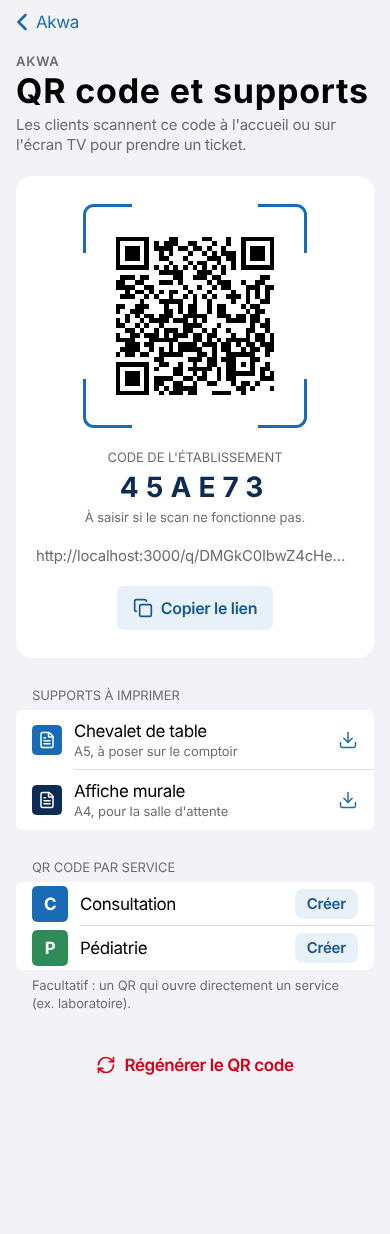 Akwa
AKWA
QR code et supports
Les clients scannent ce code à l'accueil ou sur
l'écran TV pour prendre un ticket.
CODE DE L'ÉTABLISSEMENT
45AE73
À saisir si le scan ne fonctionne pas.
http://localhost:3000/q/DMGkC0IbwZ4cHe...
Copier le lien
SUPPORTS À IMPRIMER
Chevalet de table
A5, à poser sur le comptoir
Affiche murale
A4, pour la salle d'attente
QR CODE PAR SERVICE
C Consultation Créer
P Pédiatrie Créer
Facultatif : un QR qui ouvre directement un service
(ex. laboratoire).
Régénérer le QR code